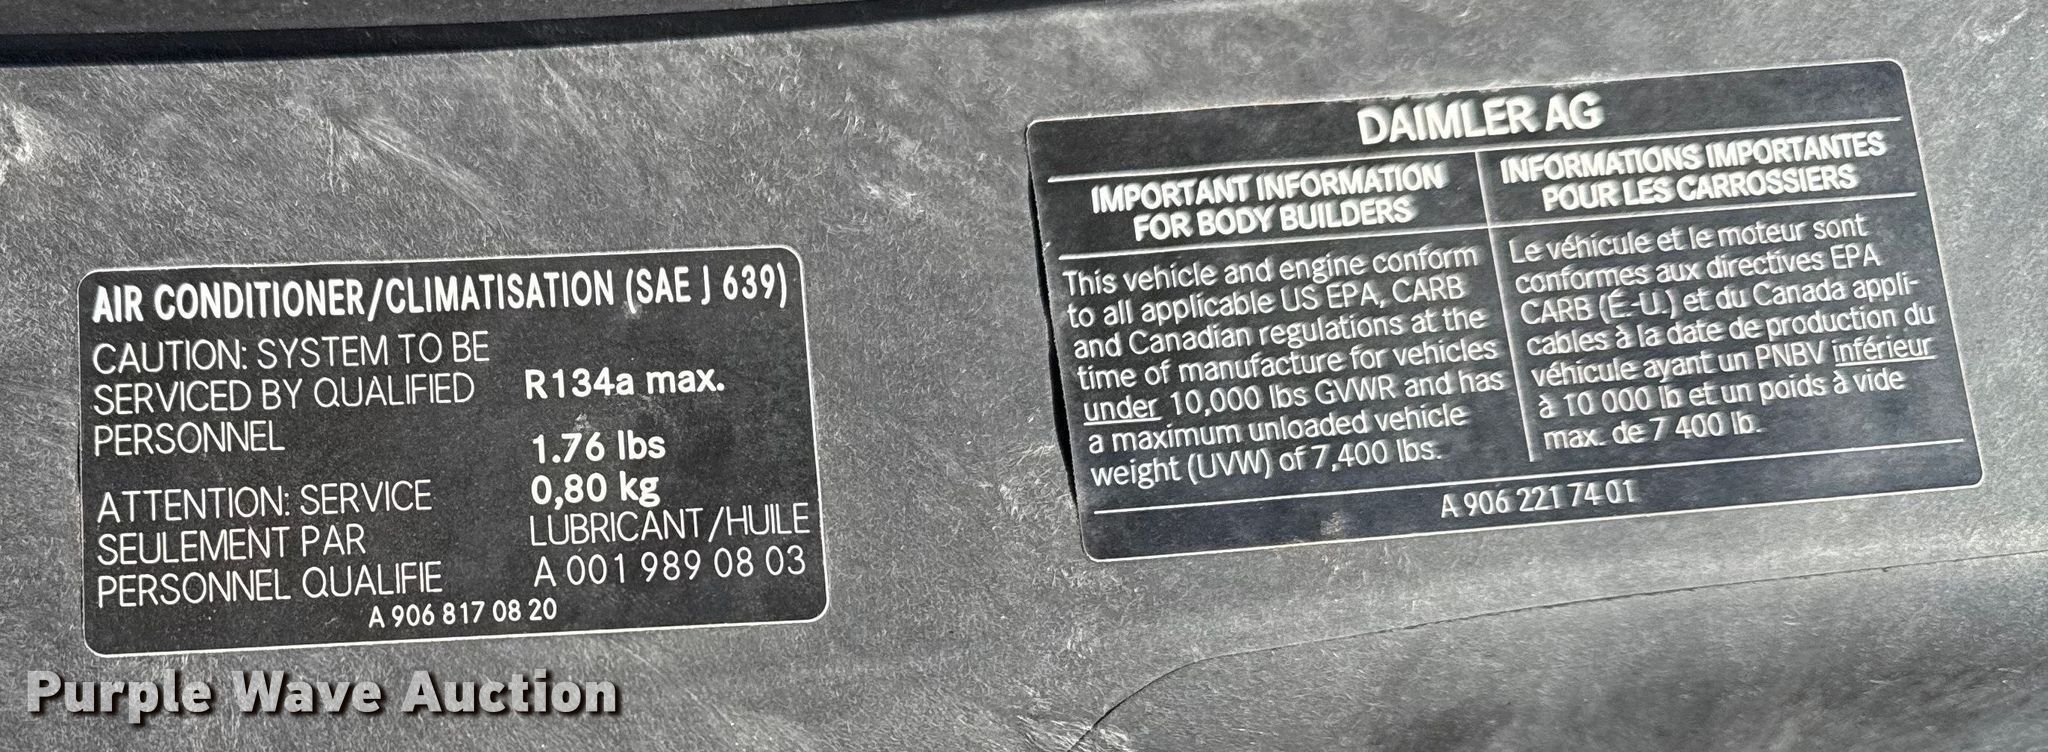 AIR CONDITIONER/CLIMATISATION (SAE J 639)
CAUTION: SYSTEM TO BE
SERVICED BY QUALIFIED
PERSONNEL
R134a max.
1.76 lbs
0,80 kg
ATTENTION: SERVICE
SEULEMENT PAR
PERSONNEL QUALIFIE
LUBRICANT/HUILE
A 001 989 08 03
A 906 817 08 20
DAIMLER AG
IMPORTANT INFORMATION
FOR BODY BUILDERS
This vehicle and engine conform
to all applicable US EPA, CARB
and Canadian regulations at the
time of manufacture for vehicles
under 10,000 lbs GVWR and has
a maximum unloaded vehicle
weight (UVW) of 7,400 lbs.
INFORMATIONS IMPORTANTES
POUR LES CARROSSIERS
Le véhicule et le moteur sont
conformes aux directives EPA
CARB (É.-U.) et du Canada appli-
cables à la date de production du
véhicule ayant un PNBV inférieur
à 10 000 lb et un poids à vide
max. de 7 400 lb.
A 906 221 74 01
Purple Wave Auction